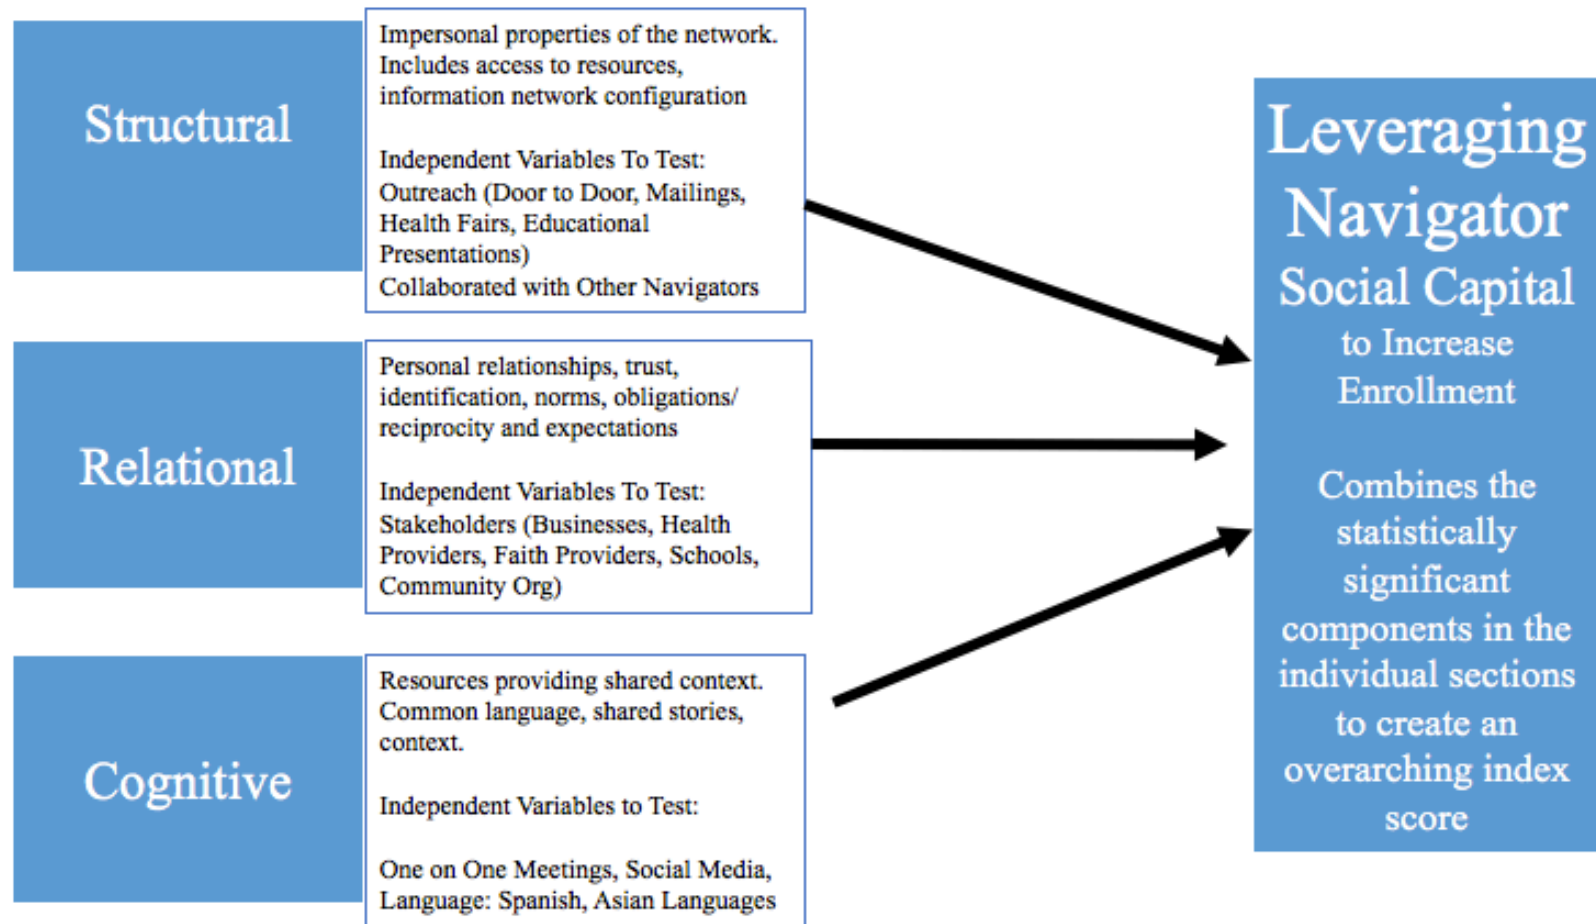 Structural
Impersonal properties of the network.
Includes access to resources,
information network configuration
Independent Variables To Test:
Outreach (Door to Door, Mailings,
Health Fairs, Educational
Presentations)
Collaborated with Other Navigators
Relational
Personal relationships, trust,
identification, norms, obligations/
reciprocity and expectations
Independent Variables To Test:
Stakeholders (Businesses, Health
Providers, Faith Providers, Schools,
Community Org)
Cognitive
Resources providing shared context.
Common language, shared stories,
context.
Independent Variables to Test:
One on One Meetings, Social Media,
Language: Spanish, Asian Languages
Leveraging
Navigator
Social Capital
to Increase
Enrollment
Combines the
statistically
significant
components in the
individual sections
to create an
overarching index
score